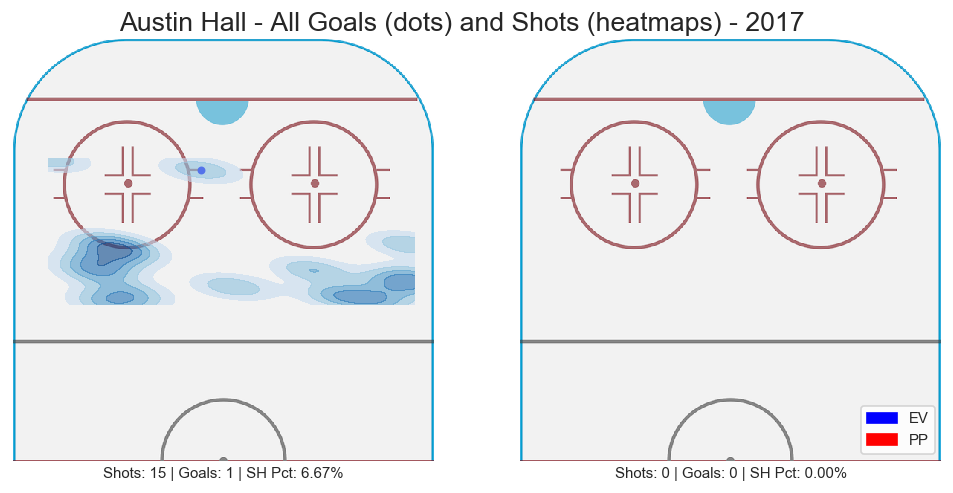 Austin Hall - All Goals (dots) and Shots (heatmaps) - 2017
EV
PP
Shots: 15 | Goals: 1 | SH Pct: 6.67%
Shots: 0 | Goals: 0 | SH Pct: 0.00%